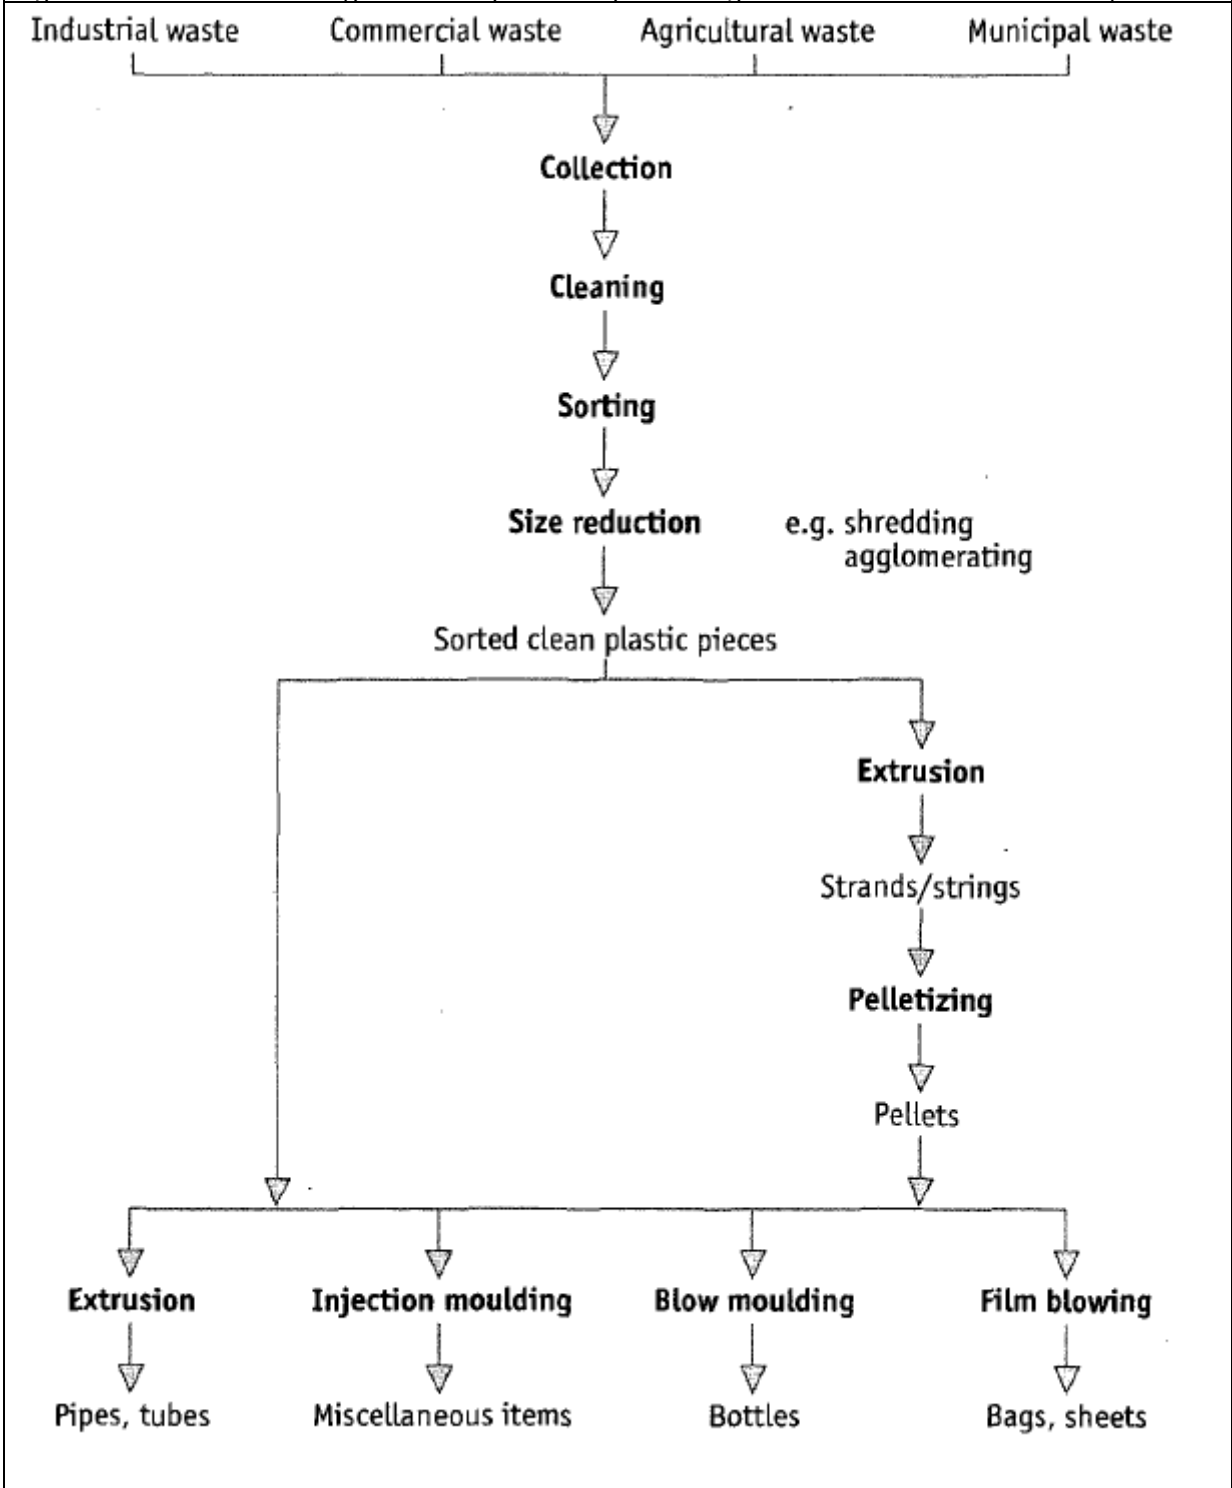 Industrial waste Commercial waste Agricultural waste Municipal waste
Collection
Cleaning
Sorting
Size reduction e.g. shredding
agglomerating
Sorted clean plastic pieces
Extrusion
Strands/strings
Pelletizing
Pellets
Extrusion Injection moulding Blow moulding Film blowing
Pipes, tubes Miscellaneous items Bottles Bags, sheets